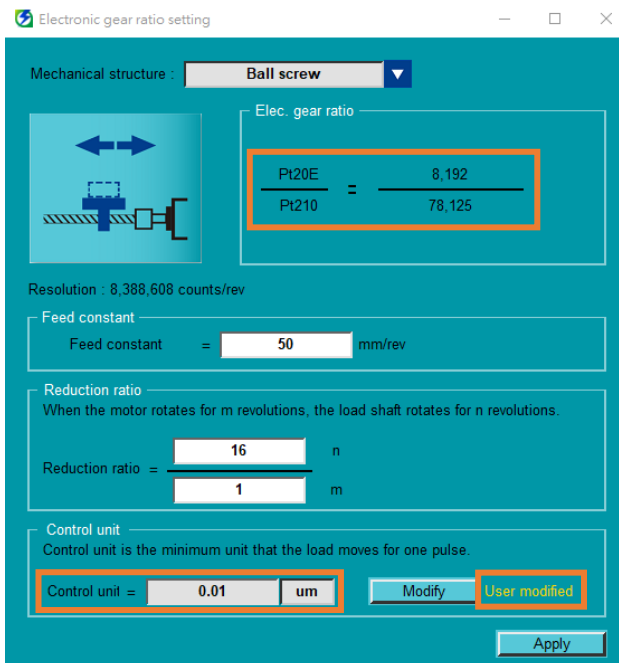 Electronic gear ratio setting
Mechanical structure : Ball screw
Elec. gear ratio
Pt20E = 8,192
Pt210 78,125
Resolution : 8,388,608 counts/rev
Feed constant
Feed constant = 50 mm/rev
Reduction ratio
When the motor rotates for m revolutions, the load shaft rotates for n revolutions.
16 n
Reduction ratio =
1 m
Control unit
Control unit is the minimum unit that the load moves for one pulse.
Control unit = 0.01 um Modify User modified
Apply